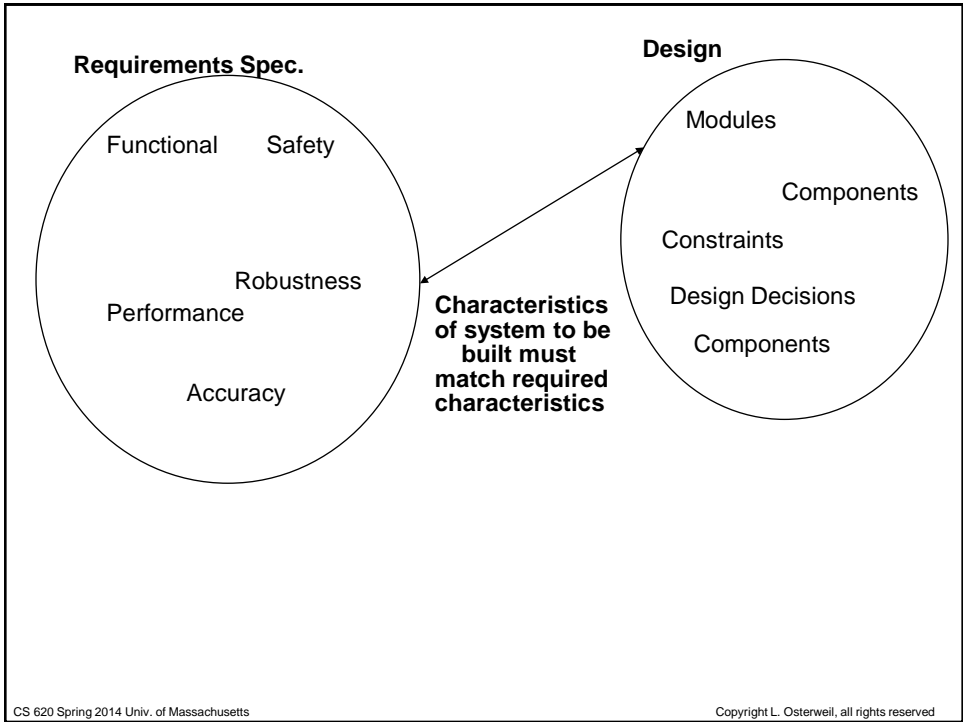 Requirements Spec.
Functional Safety
Robustness
Performance
Accuracy
Characteristics
of system to be
built must
match required
characteristics
Design
Modules
Components
Constraints
Design Decisions
Components
CS 620 Spring 2014 Univ. of Massachusetts
Copyright L. Osterweil, all rights reserved